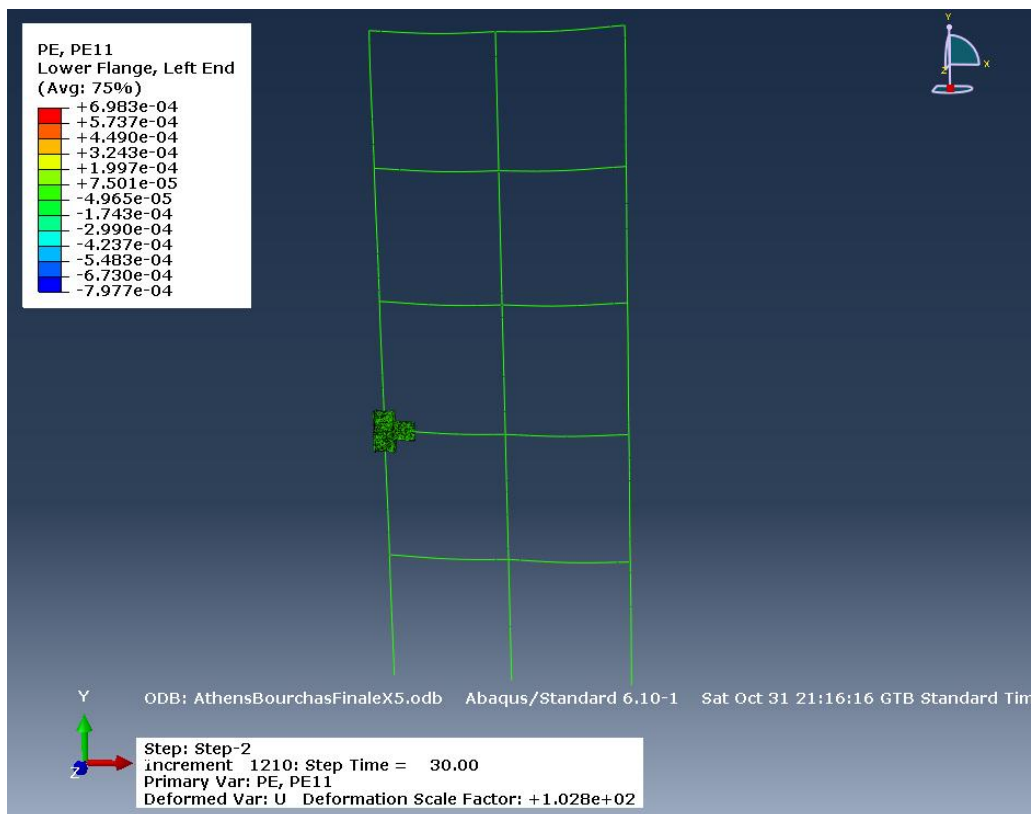 PE, PE11
Lower Flange, Left End
(Avg: 75%)
+6.983e-04
+5.737e-04
+4.490e-04
+3.243e-04
+1.997e-04
+7.501e-05
-4.965e-05
-1.743e-04
-2.990e-04
-4.237e-04
-5.483e-04
-6.730e-04
-7.977e-04
Y
X
Z
Y
Z
ODB: AthensBourchasFinaleX5.odb Abaqus/Standard 6.10-1 Sat Oct 31 21:16:16 GTB Standard Tim
Step: Step-2
Increment 1210: Step Time = 30.00
Primary Var: PE, PE11
Deformed Var: U Deformation Scale Factor: +1.028e+02